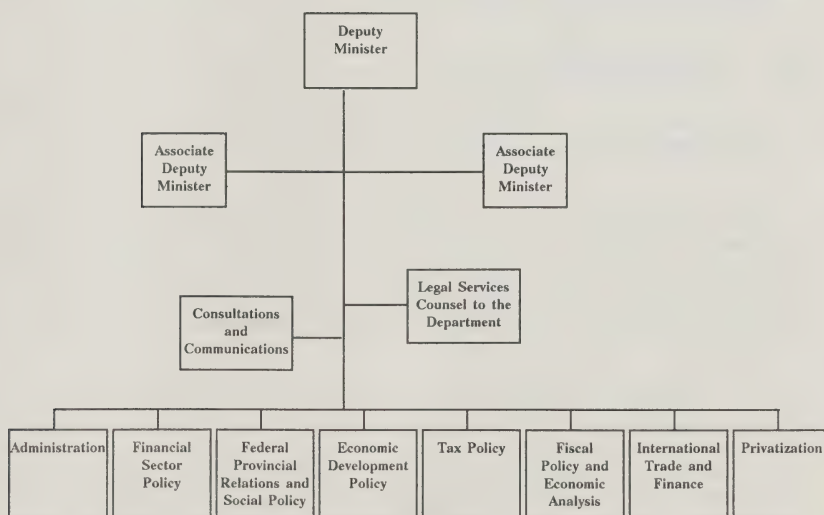 Deputy
Minister
Associate
Deputy
Minister
Associate
Deputy
Minister
Legal Services
Counsel to the
Department
Consultations
and
Communications
Administration
Financial
Sector
Policy
Federal
Provincial
Relations and
Social Policy
Economic
Development
Policy
Tax Policy
Fiscal
Policy and
Economic
Analysis
International
Trade and
Finance
Privatization